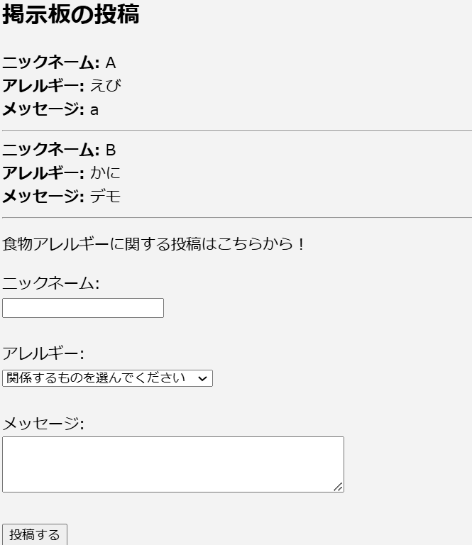 掲示板の投稿
ニックネーム: A
アレルギー: えび
メッセージ: a
ニックネーム: B
アレルギー: かに
メッセージ: デモ
食物アレルギーに関する投稿はこちらから！
ニックネーム:
アレルギー:
関係するものを選んでください
メッセージ:
投稿する